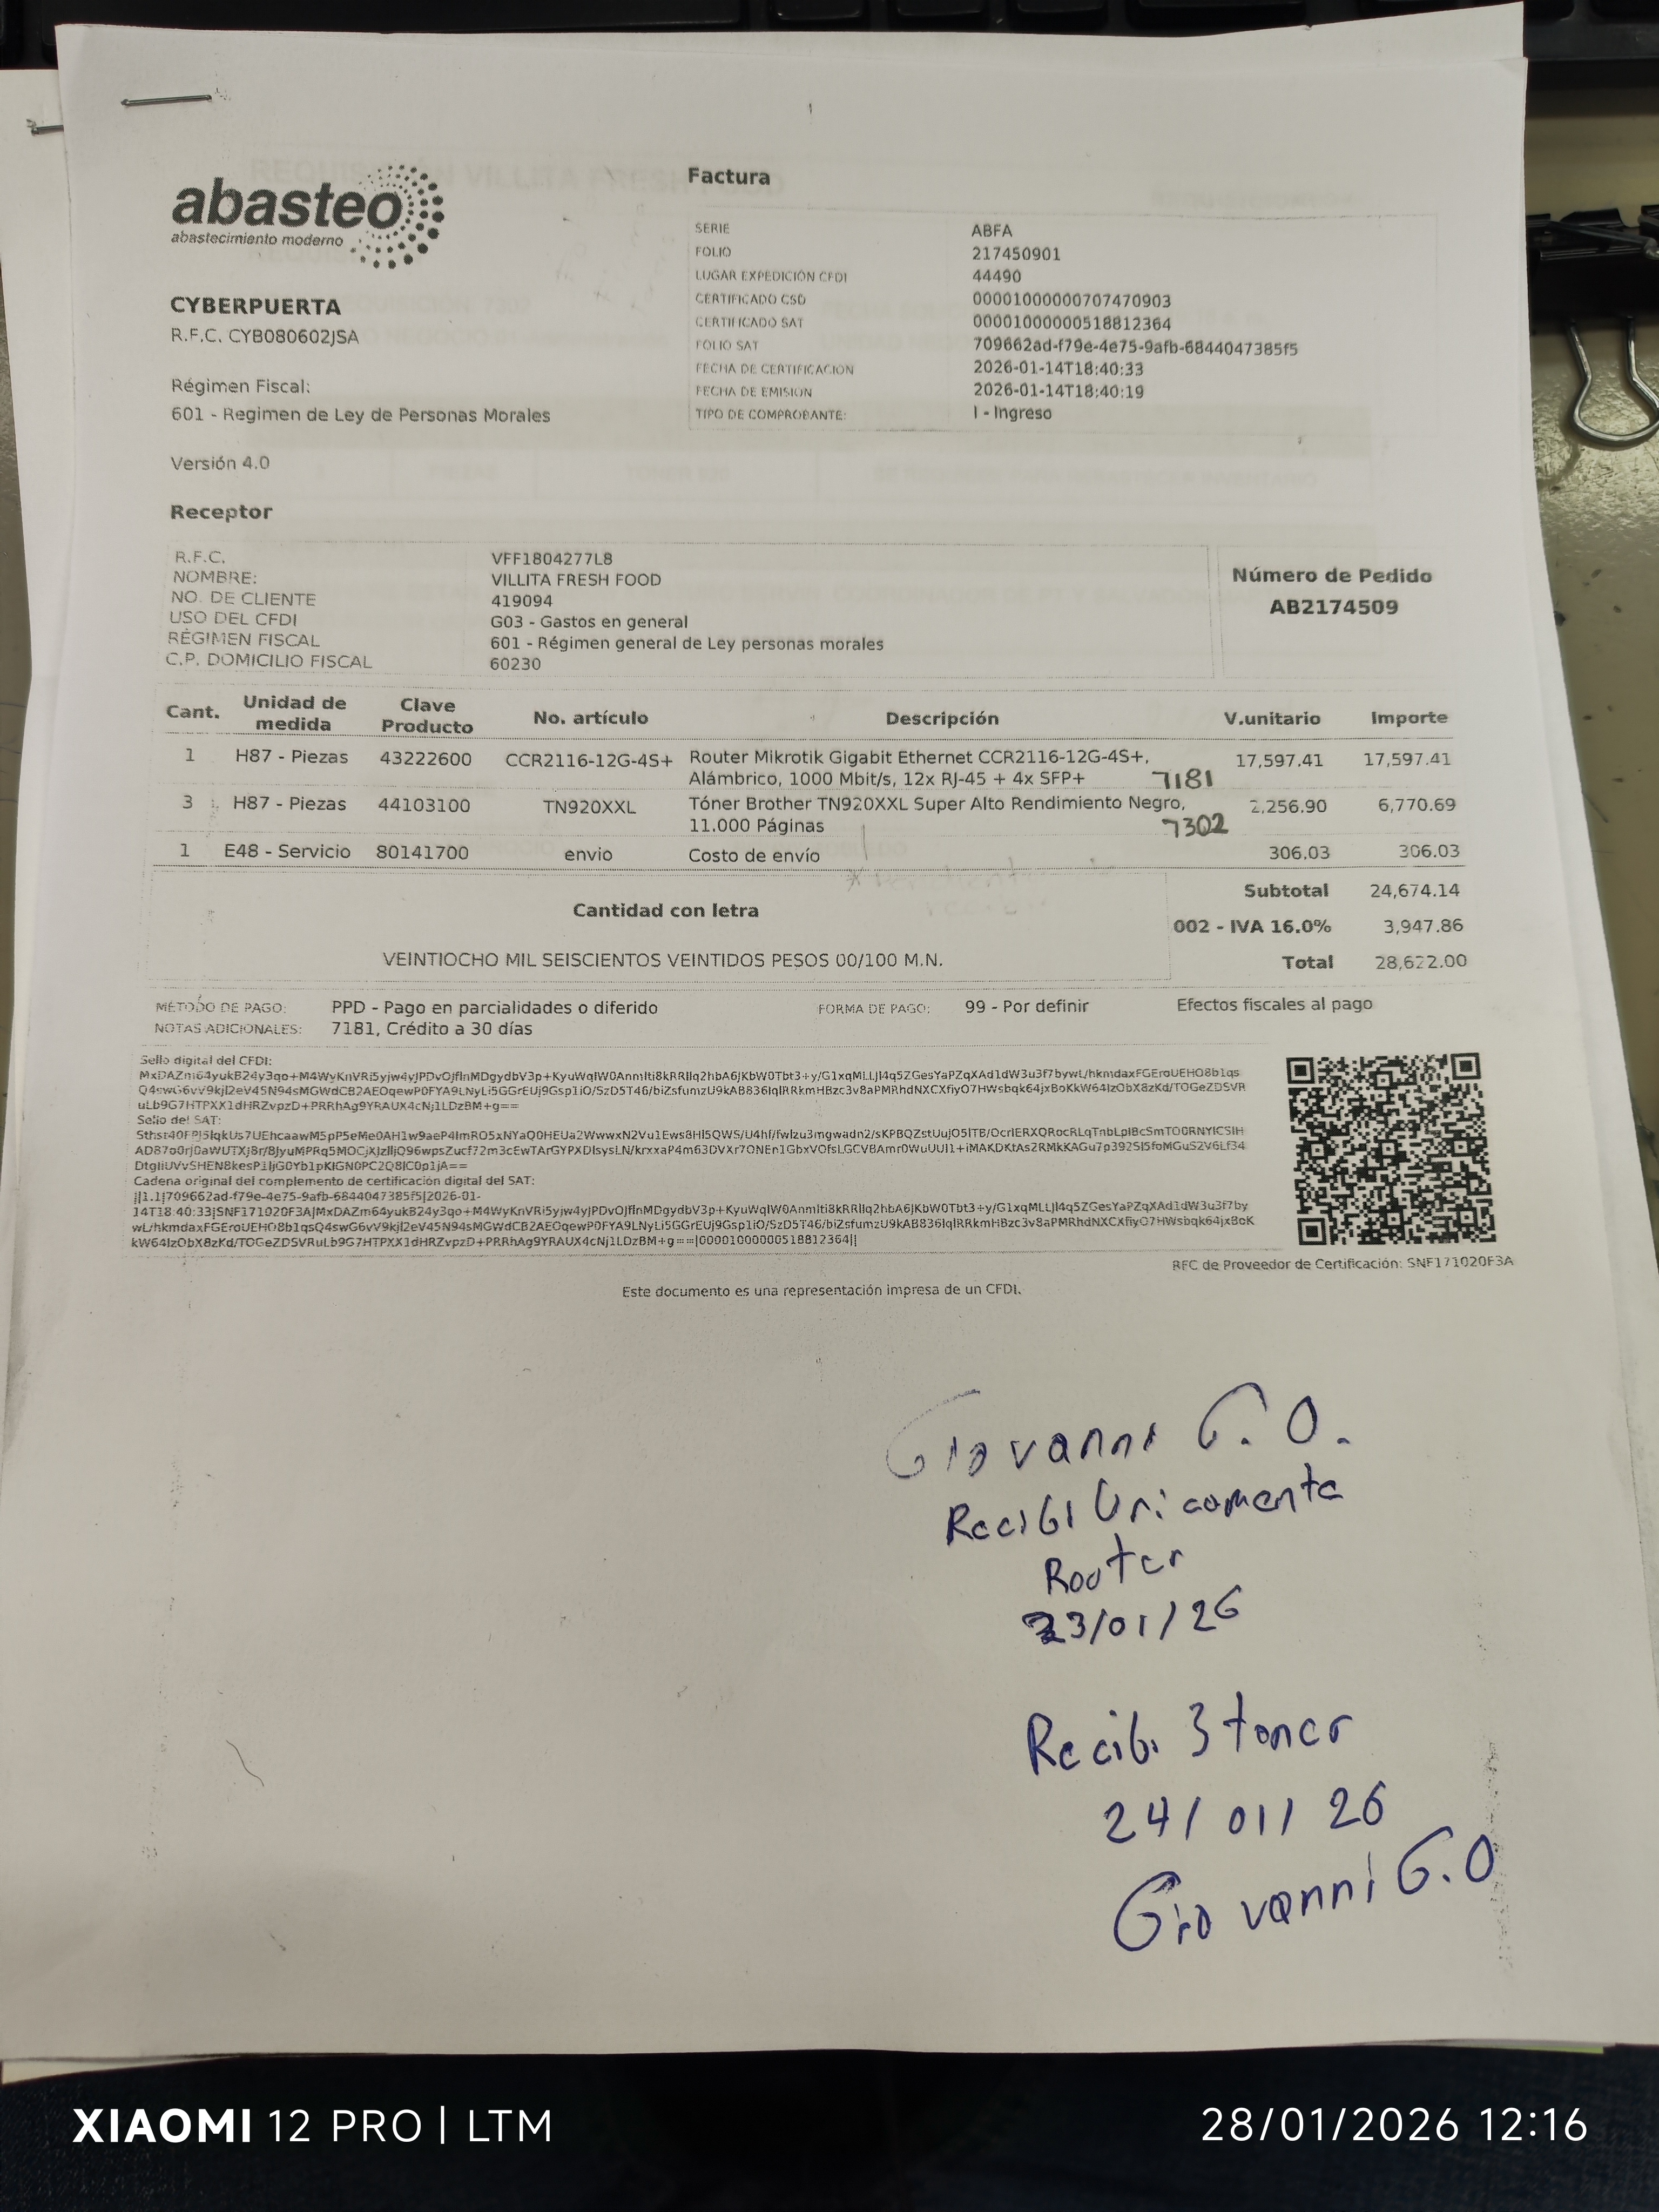 abasteo
abastecimiento moderno
CYBERPUERTA
R.F.C. CYB080602JSA
Régimen Fiscal:
601 - Regimen de Ley de Personas Morales
Versión 4.0
Factura
SERIE ABFA
FOLIO 217450901
LUGAR EXPEDICIÓN CFDI 44490
CERTIFICADO CSD 00001000000707470903
CERTIFICADO SAT 00001000000518812364
FOLIO SAT 709662ad-f79e-4e75-9afb-6844047385f5
FECHA DE CERTIFICACION 2026-01-14T18:40:33
FECHA DE EMISION 2026-01-14T18:40:19
TIPO DE COMPROBANTE: I - Ingreso
Receptor
R.F.C. VFF1804277L8
NOMBRE: VILLITA FRESH FOOD
NO. DE CLIENTE 419094
USO DEL CFDI G03 - Gastos en general
RÉGIMEN FISCAL 601 - Régimen general de Ley personas morales
C.P. DOMICILIO FISCAL 60230
Número de Pedido
AB2174509
Cant. Unidad de medida Clave Producto No. artículo Descripción V.unitario Importe
1 H87 - Piezas 43222600 CCR2116-12G-4S+ Router Mikrotik Gigabit Ethernet CCR2116-12G-4S+, 17,597.41 17,597.41
Alámbrico, 1000 Mbit/s, 12x RJ-45 + 4x SFP+ 7181
3 H87 - Piezas 44103100 TN920XXL Tóner Brother TN920XXL Super Alto Rendimiento Negro, 2,256.90 6,770.69
11.000 Páginas 7302
1 E48 - Servicio 80141700 envio Costo de envío 306.03 306.03
Subtotal 24,674.14
Cantidad con letra
002 - IVA 16.0% 3,947.86
VEINTIOCHO MIL SEISCIENTOS VEINTIDOS PESOS 00/100 M.N.
Total 28,622.00
METODO DE PAGO: PPD - Pago en parcialidades o diferido FORMA DE PAGO: 99 - Por definir Efectos fiscales al pago
NOTAS ADICIONALES: 7181, Crédito a 30 días
Sello digital del CFDI:
Sello del SAT:
Cadena original del complemento de certificación digital del SAT:
||1.1|709662ad-f79e-4e75-9afb-6844047385f5|2026-01-
RFC de Proveedor de Certificación: SNF171020F3A
Este documento es una representación impresa de un CFDI.
Giovanni G.O.
Recibi Unicamente
Router
23/01/26
Recibi 3 toner
24/01/26
Giovanni G.O
XIAOMI 12 PRO | LTM
28/01/2026 12:16